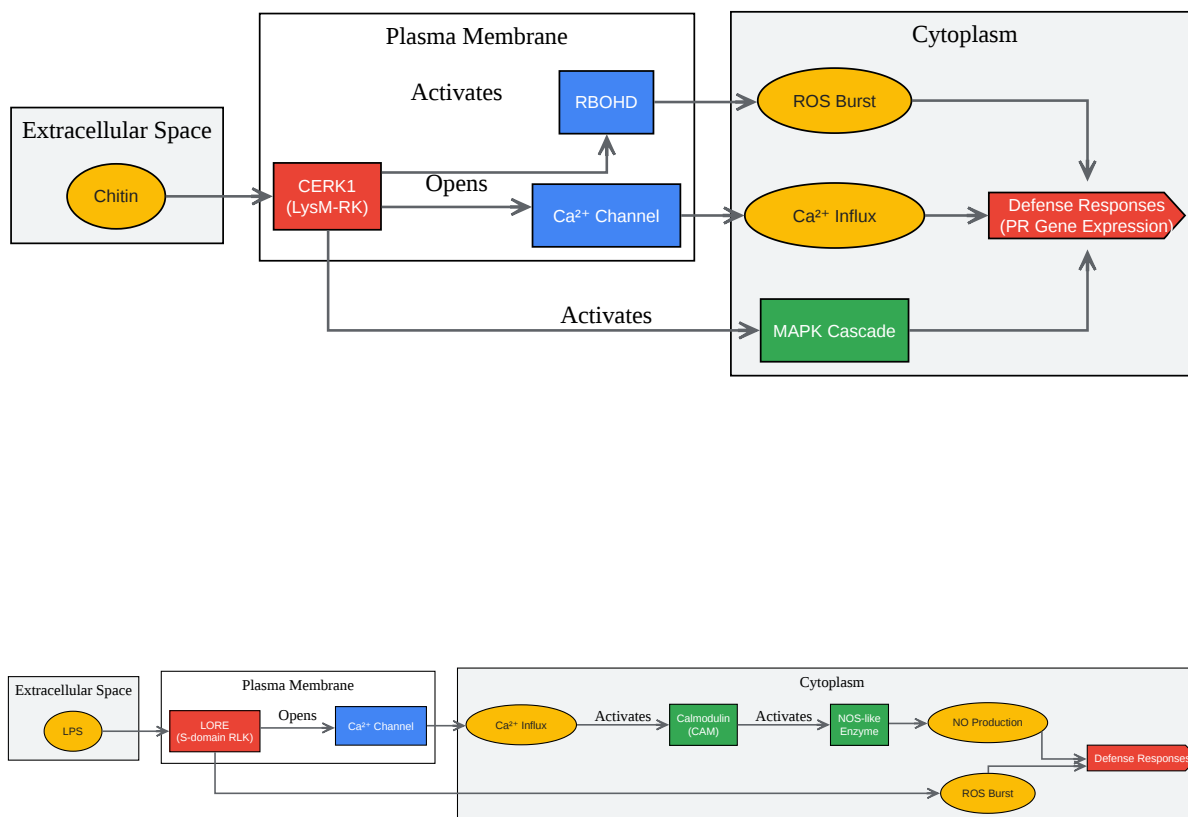 Plasma Membrane
Cytoplasm
Activates
RBOHD
ROS Burst
Extracellular Space
Chitin
CERK1
(LysM-RK)
Opens
Ca²⁺ Channel
Ca²⁺ Influx
Defense Responses
(PR Gene Expression)
Activates
MAPK Cascade
Extracellular Space
Plasma Membrane
Cytoplasm
LPS
LORE
(S-domain RLK)
Opens
Ca²⁺ Channel
Ca²⁺ Influx
Activates
Calmodulin
(CAM)
Activates
NOS-like
Enzyme
NO Production
Defense Responses
ROS Burst